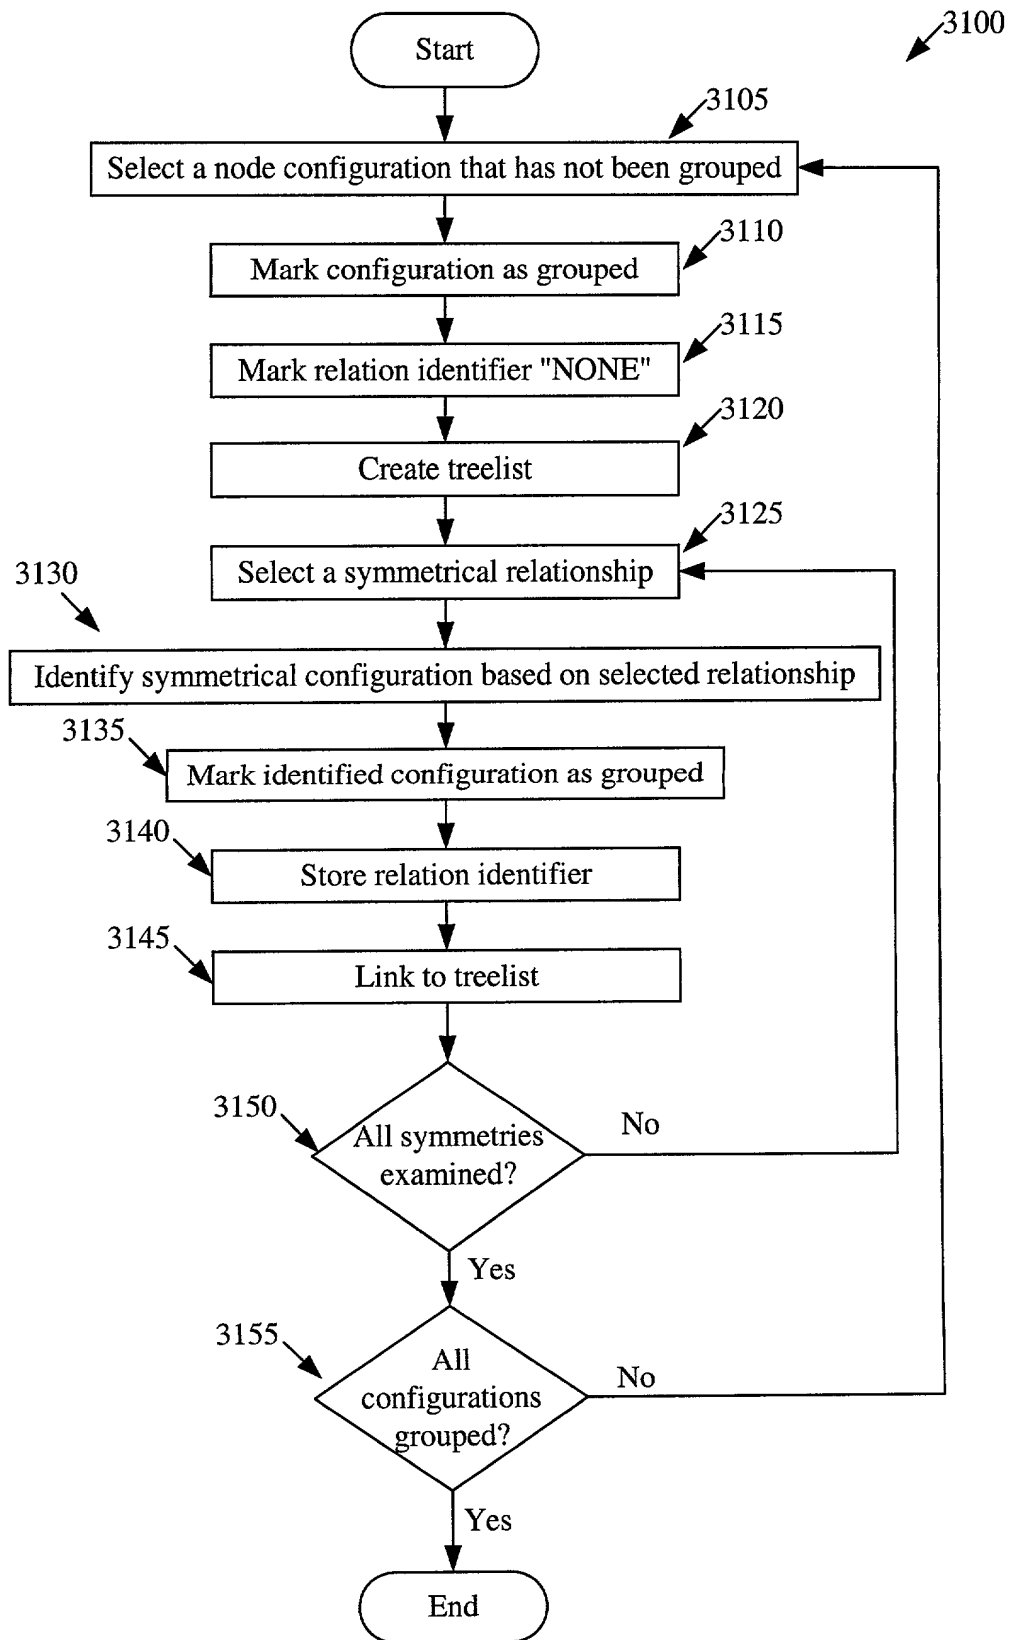 3100
Start
3105
Select a node configuration that has not been grouped
3110
Mark configuration as grouped
3115
Mark relation identifier "NONE"
3120
Create treelist
3125
Select a symmetrical relationship
3130
Identify symmetrical configuration based on selected relationship
3135
Mark identified configuration as grouped
3140
Store relation identifier
3145
Link to treelist
3150
All symmetries
examined?
No
Yes
3155
All
configurations
grouped?
No
Yes
End